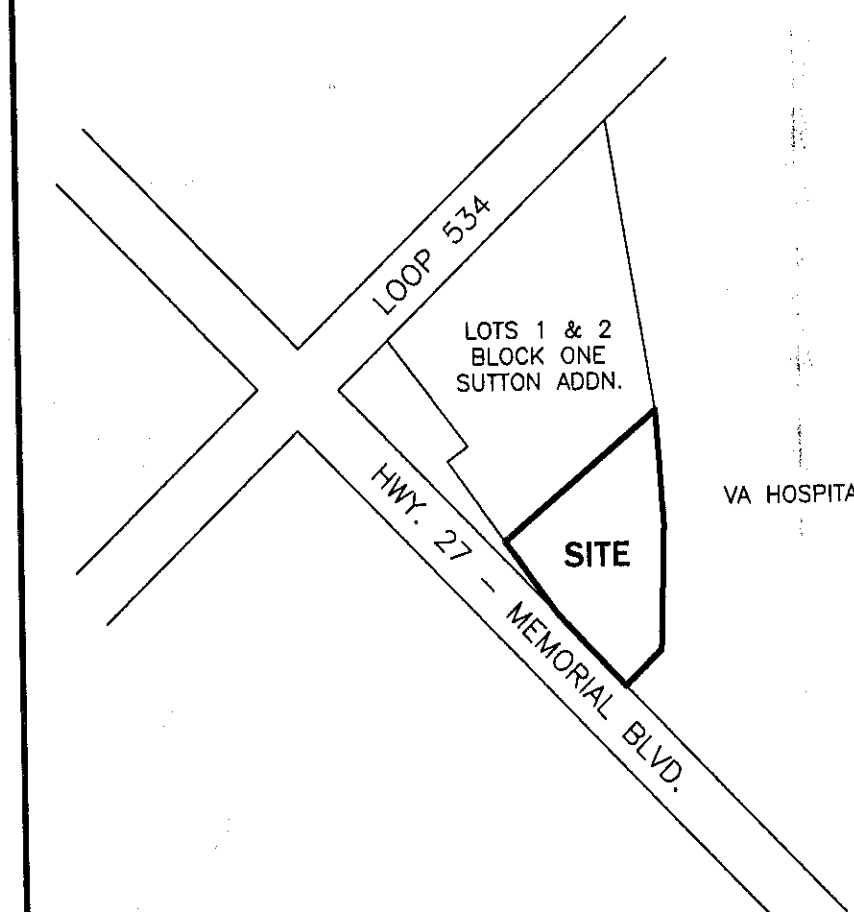 LOOP 534
LOTS 1 & 2
BLOCK ONE
SUTTON ADDN.
VA HOSPITA
SITE
HWY. 27 - MEMORIAL BLVD.